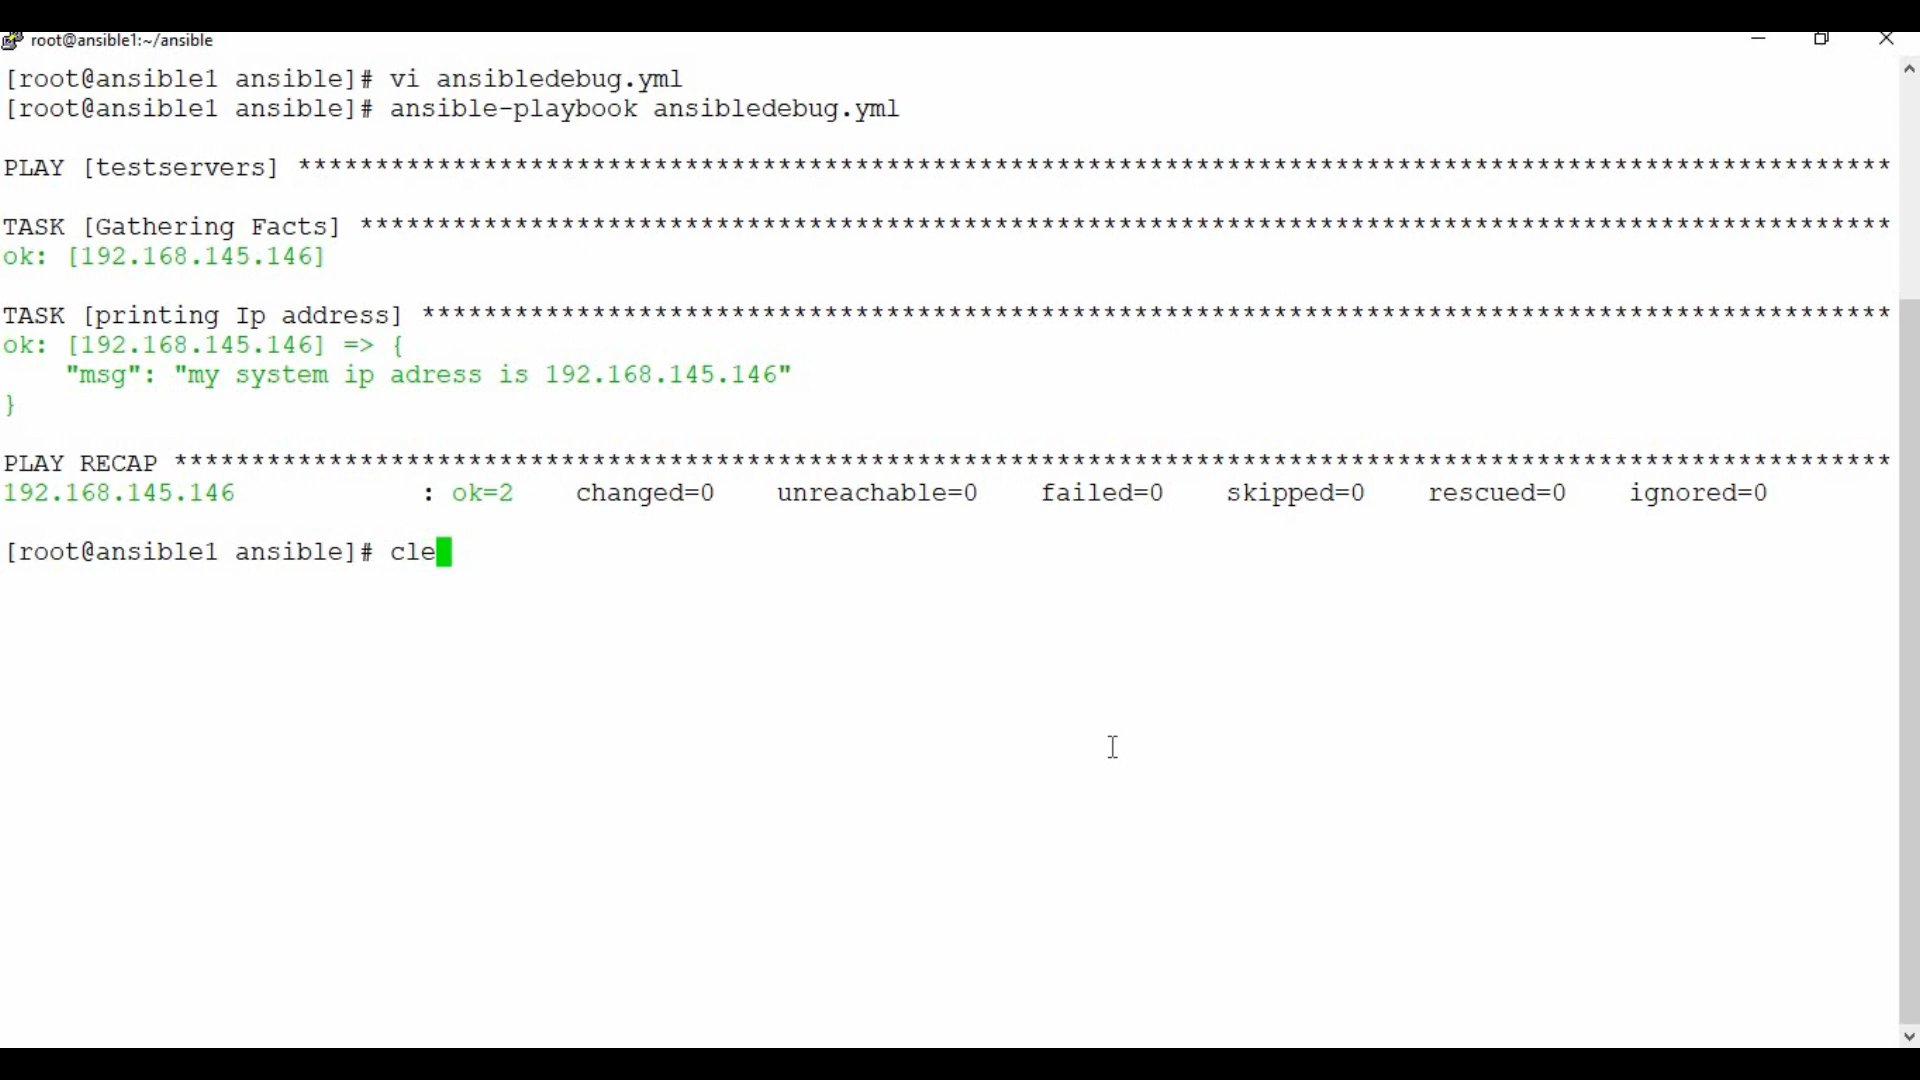 root@ansible1:~/ansible
[root@ansible1 ansible]# vi ansibledebug.yml
[root@ansible1 ansible]# ansible-playbook ansibledebug.yml
PLAY [testservers] *******************************************************************************************************
TASK [Gathering Facts] ***************************************************************************************************
ok: [192.168.145.146]
TASK [printing Ip address] ***********************************************************************************************
ok: [192.168.145.146] => {
    "msg": "my system ip adress is 192.168.145.146"
}
PLAY RECAP ***************************************************************************************************************
192.168.145.146            : ok=2    changed=0    unreachable=0    failed=0    skipped=0    rescued=0    ignored=0
[root@ansible1 ansible]# cle